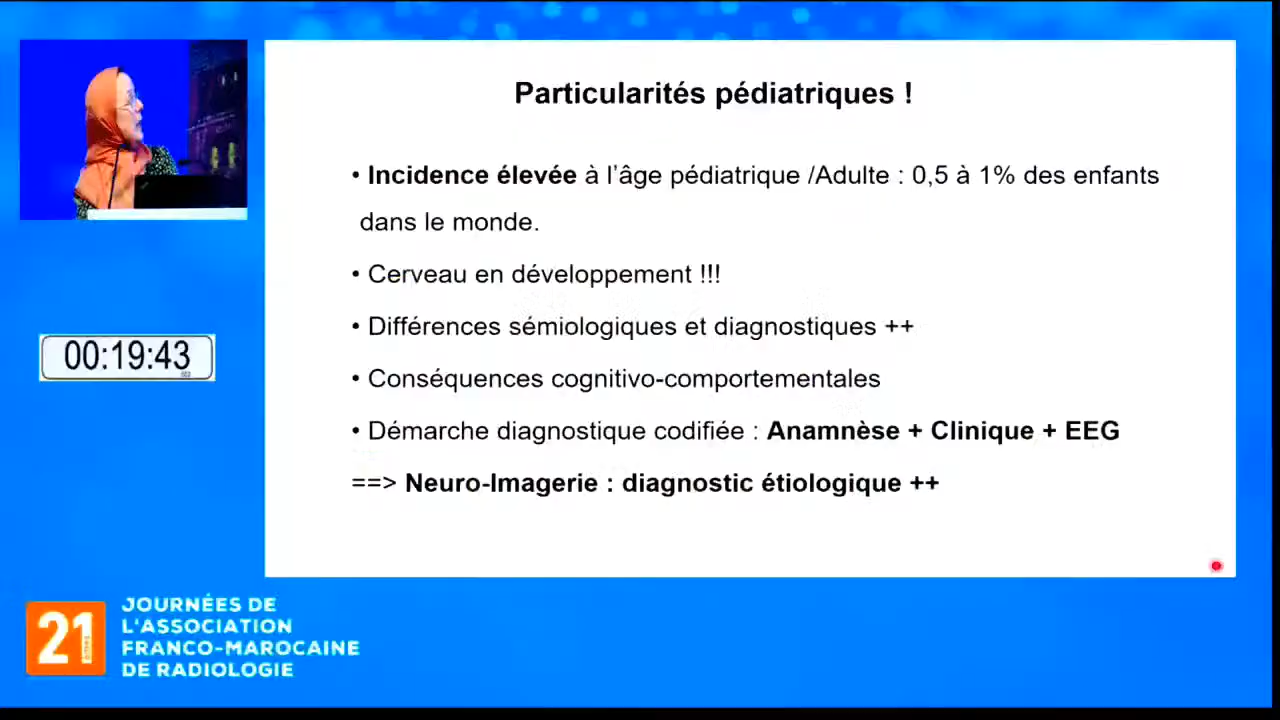 Particularités pédiatriques !
• Incidence élevée à l'âge pédiatrique /Adulte : 0,5 à 1% des enfants
dans le monde.
• Cerveau en développement !!!
• Différences sémiologiques et diagnostiques ++
• Conséquences cognitivo-comportementales
• Démarche diagnostique codifiée : Anamnèse + Clinique + EEG
==> Neuro-Imagerie : diagnostic étiologique ++
00:19:43
21
JOURNÉES DE
L'ASSOCIATION
FRANCO-MAROCAINE
DE RADIOLOGIE